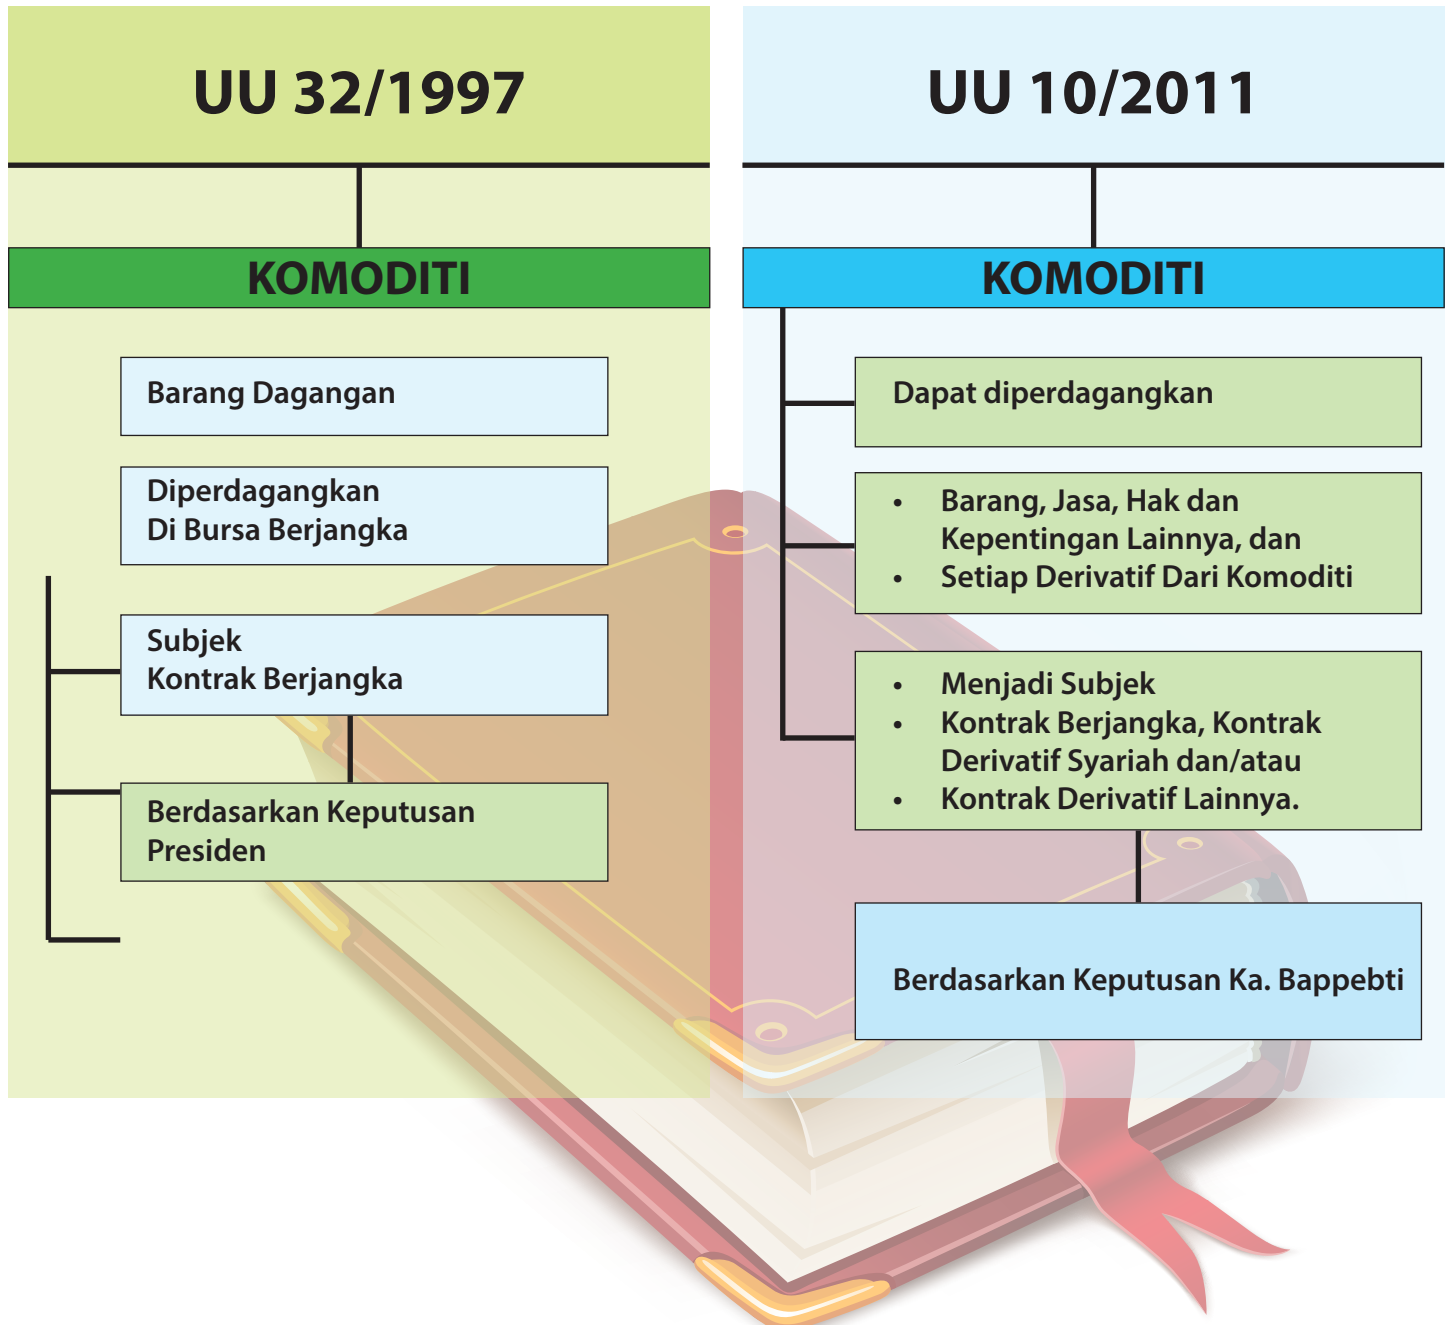 UU 32/1997
KOMODITI
Barang Dagangan
Diperdagangkan
Di Bursa Berjangka
Subjek
Kontrak Berjangka
Berdasarkan Keputusan
Presiden
UU 10/2011
KOMODITI
Dapat diperdagangkan
• Barang, Jasa, Hak dan
Kepentingan Lainnya, dan
• Setiap Derivatif Dari Komoditi
• Menjadi Subjek
• Kontrak Berjangka, Kontrak
Derivatif Syariah dan/atau
• Kontrak Derivatif Lainnya.
Berdasarkan Keputusan Ka. Bappebti